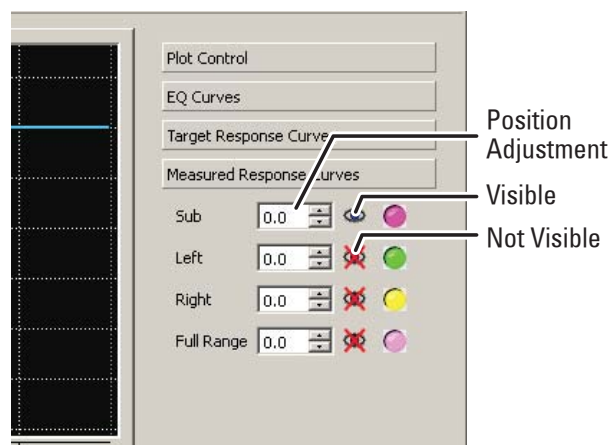 Plot Control
EQ Curves
Target Response Curves
Measured Response Curves
Sub 0.0
Left 0.0
Right 0.0
Full Range 0.0
Position
Adjustment
Visible
Not Visible